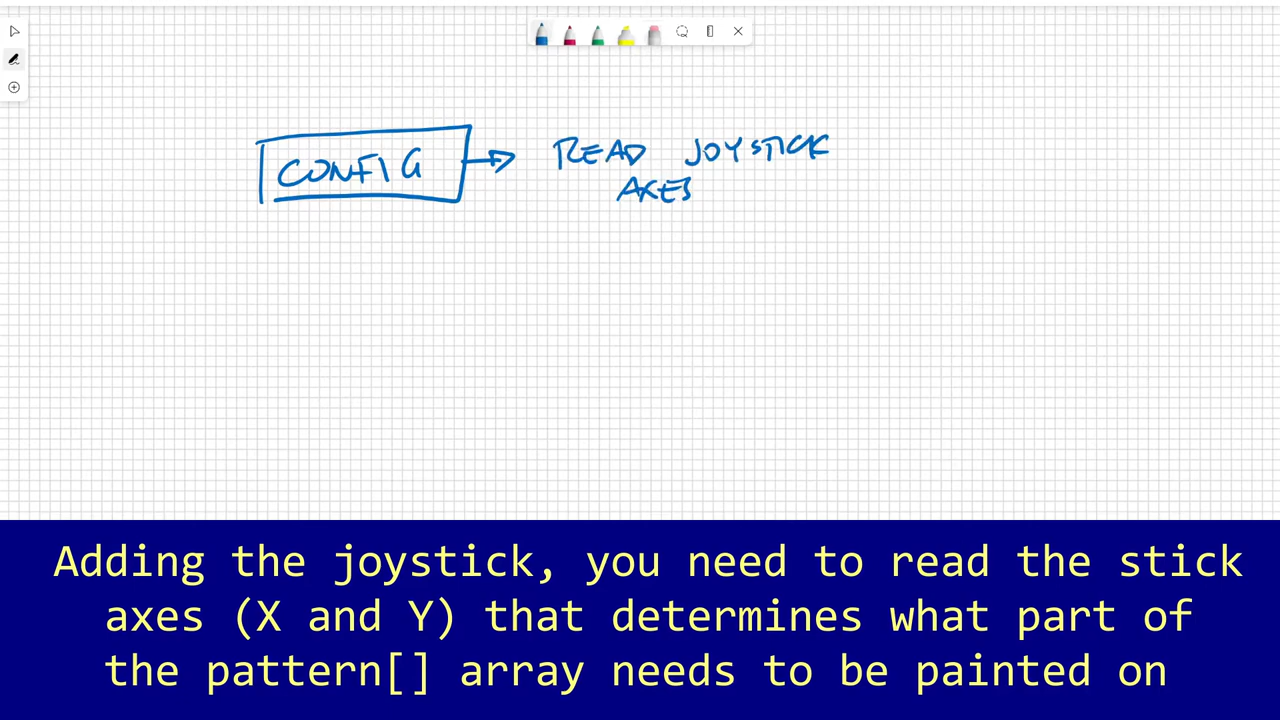 CONFIG → READ JOYSTICK
AXES
Adding the joystick, you need to read the stick
axes (X and Y) that determines what part of
the pattern[] array needs to be painted on